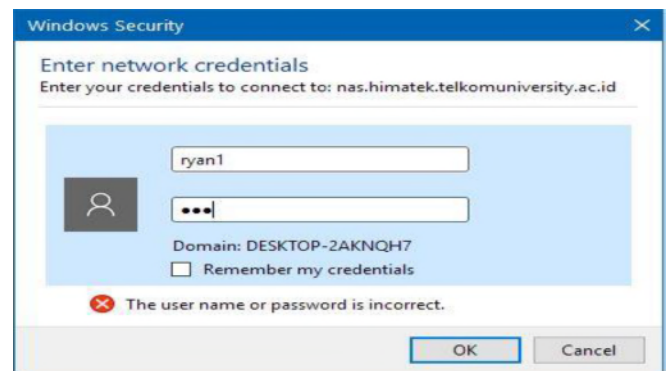 Windows Security
Enter network credentials
Enter your credentials to connect to: nas.himatek.telkomuniversity.ac.id
ryan1
•••
Domain: DESKTOP-2AKNQH7
Remember my credentials
The user name or password is incorrect.
OK Cancel